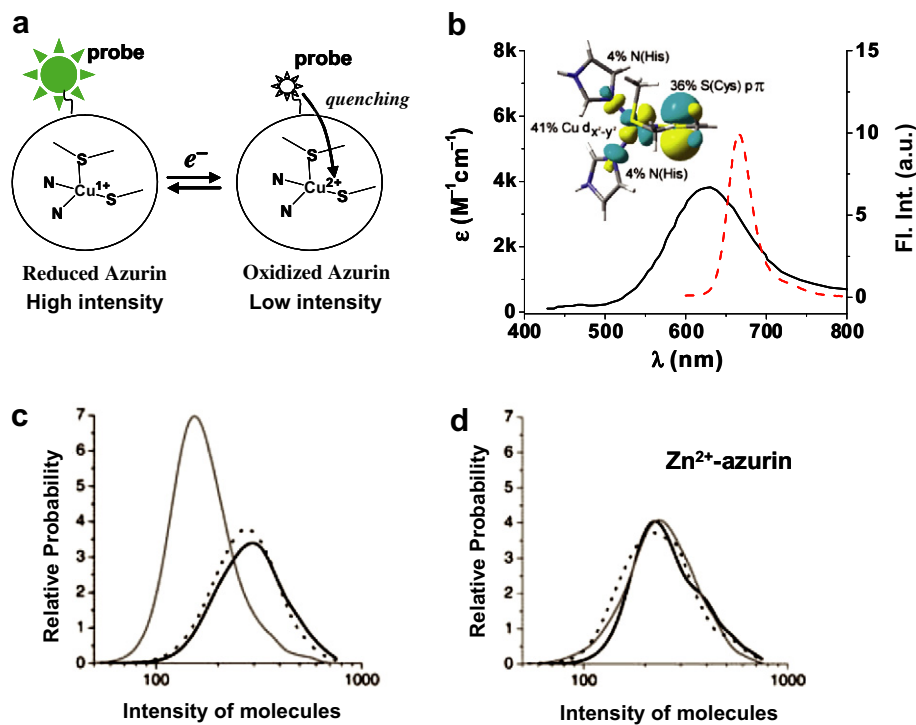 a
probe
probe
quenching
e⁻
S
N
Cu¹⁺
S
N
S
N
Cu²⁺
S
N
Reduced Azurin
High intensity
Oxidized Azurin
Low intensity
b
8k
6k
4k
2k
0
ε (M⁻¹cm⁻¹)
15
10
5
0
Fl. Int. (a.u.)
4% N(His)
36% S(Cys) pπ
41% Cu dx²-y²
4% N(His)
400 500 600 700 800
λ (nm)
c
7
6
5
4
3
2
1
0
Relative Probability
100 1000
Intensity of molecules
d
Zn²⁺-azurin
7
6
5
4
3
2
1
0
Relative Probability
100 1000
Intensity of molecules